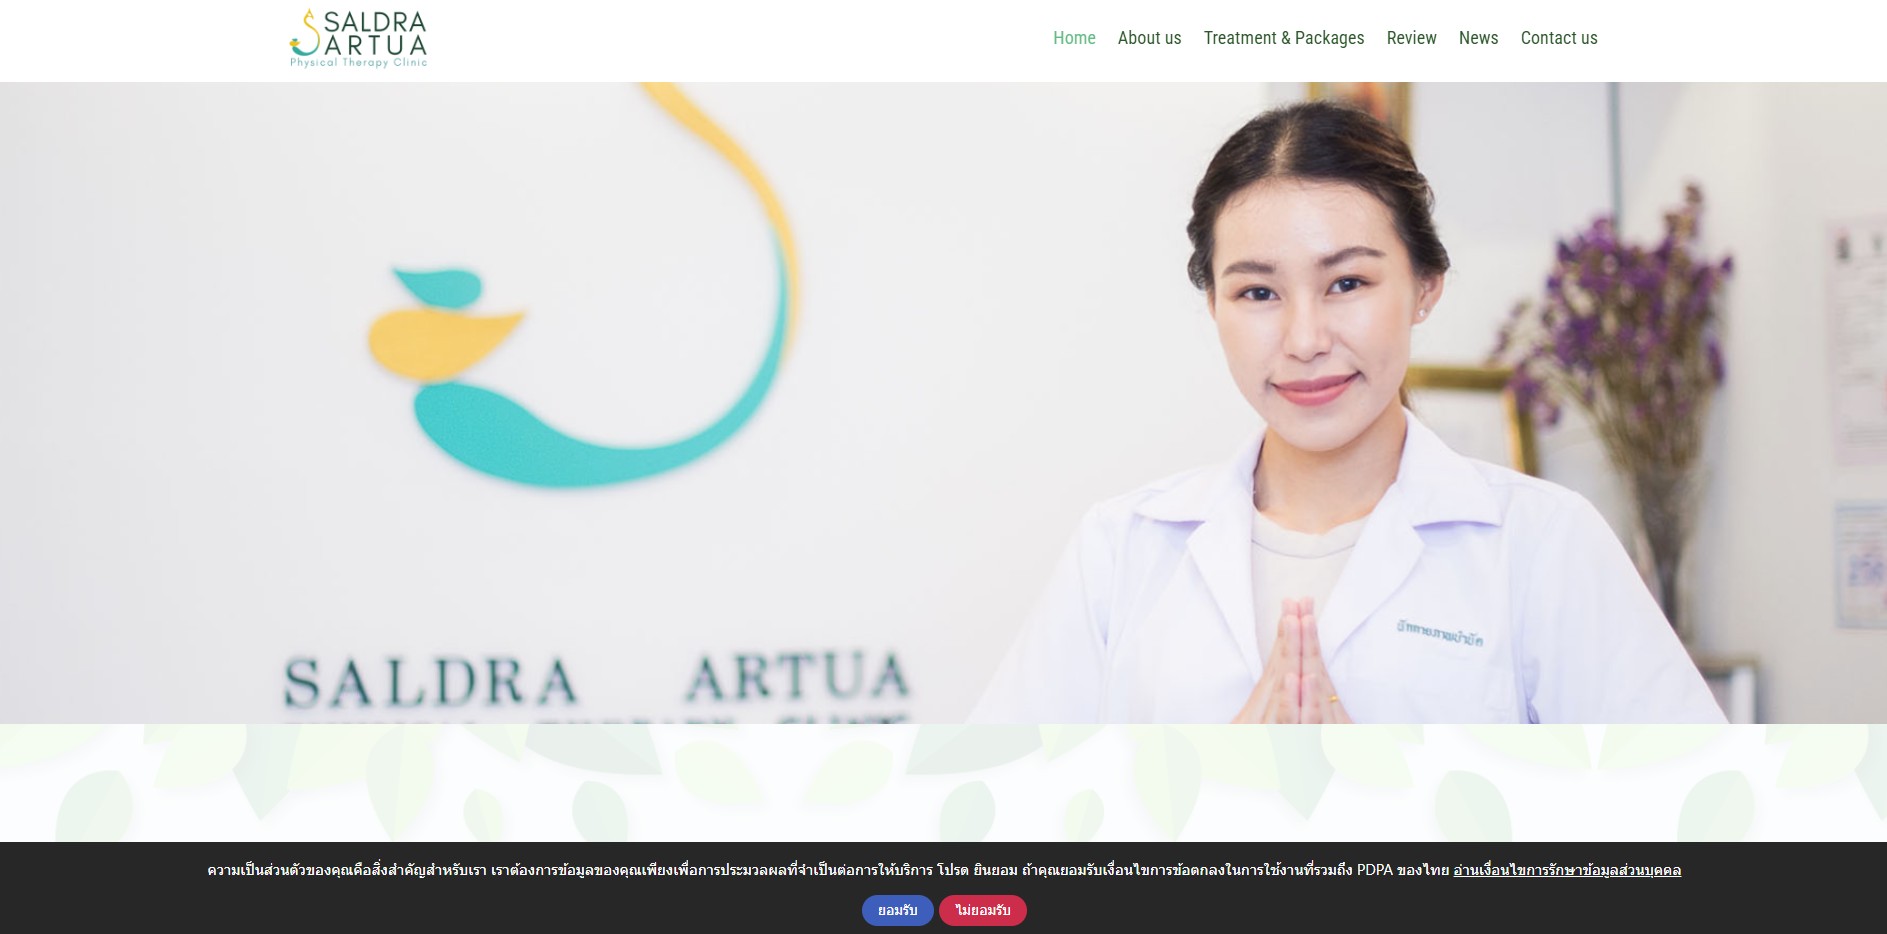 SALDRA
ARTUA
Physical Therapy Clinic
Home About us Treatment & Packages Review News Contact us
นักกายภาพบำบัด
SALDRA ARTUA
PHYSICAL THERAPY CLINIC
ความเป็นส่วนตัวของคุณคือสิ่งสำคัญสำหรับเรา เราต้องการข้อมูลของคุณเพียงเพื่อการประมวลผลที่จำเป็นต่อการให้บริการ โปรด ยินยอม ถ้าคุณยอมรับเงื่อนไขการข้อตกลงในการใช้งานที่รวมถึง PDPA ของไทย อ่านเงื่อนไขการรักษาข้อมูลส่วนบุคคล
ยอมรับ ไม่ยอมรับ